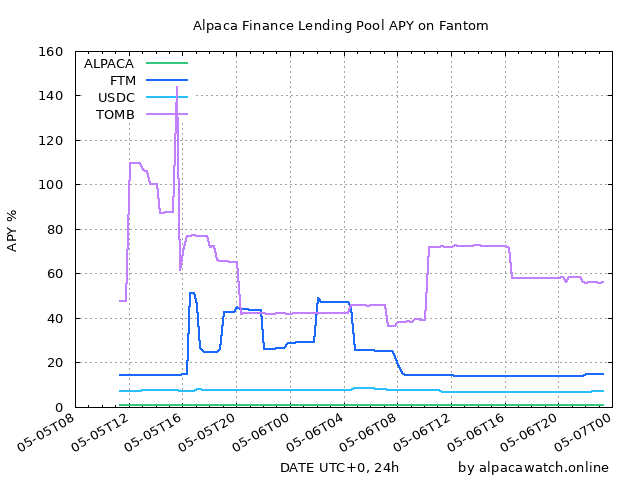 Alpaca Finance Lending Pool APY on Fantom
160
140
120
100
80
60
40
20
0
APY %
ALPACA
FTM
USDC
TOMB
05-05T08
05-05T12
05-05T16
05-05T20
05-06T00
05-06T04
05-06T08
05-06T12
05-06T16
05-06T20
05-07T00
DATE UTC+0, 24h
by alpacawatch.online